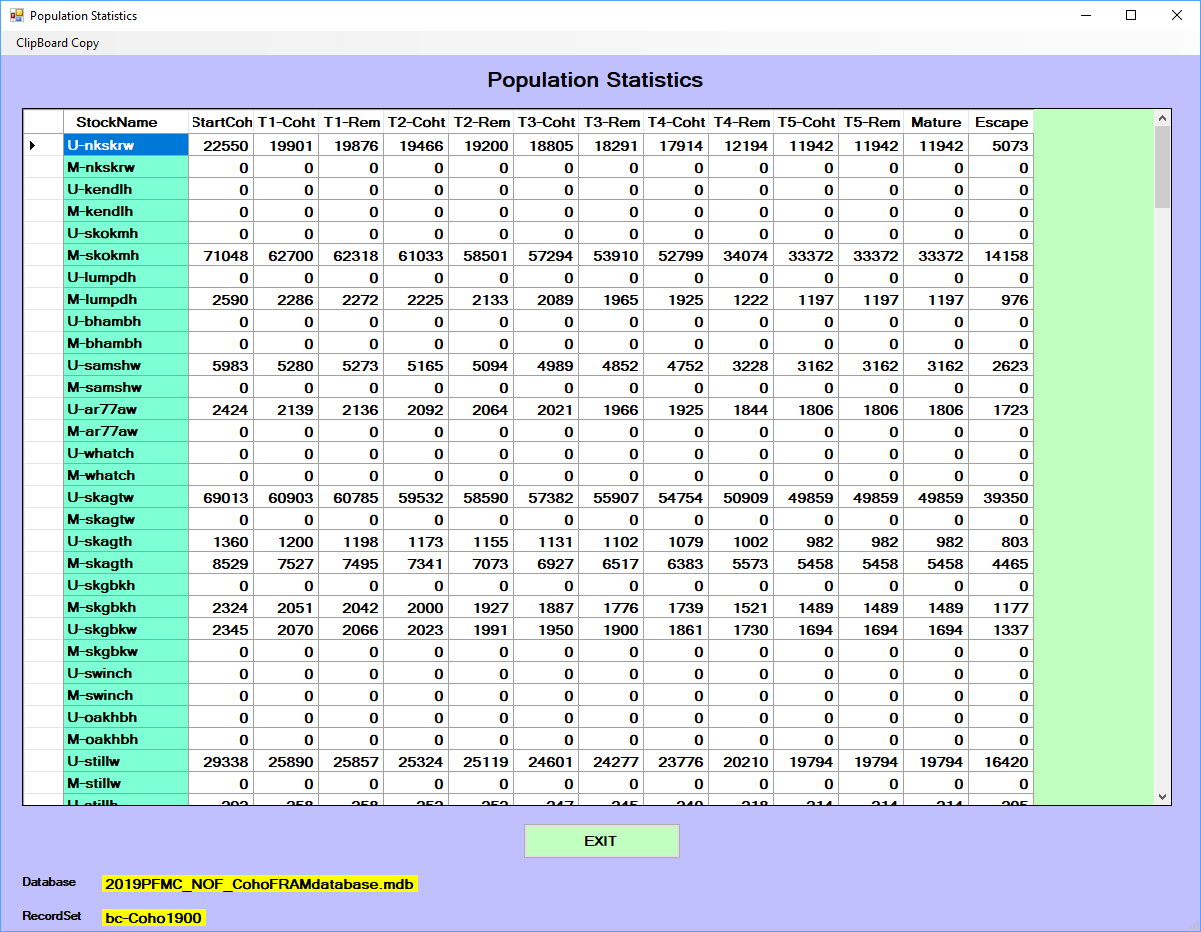 Population Statistics
ClipBoard Copy
Population Statistics
StockName StartCoh T1-Coht T1-Rem T2-Coht T2-Rem T3-Coht T3-Rem T4-Coht T4-Rem T5-Coht T5-Rem Mature Escape
U-nkskrw 22550 19901 19876 19466 19200 18805 18291 17914 12194 11942 11942 11942 5073
M-nkskrw 0 0 0 0 0 0 0 0 0 0 0 0 0
U-kendlh 0 0 0 0 0 0 0 0 0 0 0 0 0
M-kendlh 0 0 0 0 0 0 0 0 0 0 0 0 0
U-skokmh 0 0 0 0 0 0 0 0 0 0 0 0 0
M-skokmh 71048 62700 62318 61033 58501 57294 53910 52799 34074 33372 33372 33372 14158
U-lumpdh 0 0 0 0 0 0 0 0 0 0 0 0 0
M-lumpdh 2590 2286 2272 2225 2133 2089 1965 1925 1222 1197 1197 1197 976
U-bhambh 0 0 0 0 0 0 0 0 0 0 0 0 0
M-bhambh 0 0 0 0 0 0 0 0 0 0 0 0 0
U-samshw 5983 5280 5273 5165 5094 4989 4852 4752 3228 3162 3162 3162 2623
M-samshw 0 0 0 0 0 0 0 0 0 0 0 0 0
U-ar77aw 2424 2139 2136 2092 2064 2021 1966 1925 1844 1806 1806 1806 1723
M-ar77aw 0 0 0 0 0 0 0 0 0 0 0 0 0
U-whatch 0 0 0 0 0 0 0 0 0 0 0 0 0
M-whatch 0 0 0 0 0 0 0 0 0 0 0 0 0
U-skagtw 69013 60903 60785 59532 58590 57382 55907 54754 50909 49859 49859 49859 39350
M-skagtw 0 0 0 0 0 0 0 0 0 0 0 0 0
U-skagth 1360 1200 1198 1173 1155 1131 1102 1079 1002 982 982 982 803
M-skagth 8529 7527 7495 7341 7073 6927 6517 6383 5573 5458 5458 5458 4465
U-skgbkh 0 0 0 0 0 0 0 0 0 0 0 0 0
M-skgbkh 2324 2051 2042 2000 1927 1887 1776 1739 1521 1489 1489 1489 1177
U-skgbkw 2345 2070 2066 2023 1991 1950 1900 1861 1730 1694 1694 1694 1337
M-skgbkw 0 0 0 0 0 0 0 0 0 0 0 0 0
U-swinch 0 0 0 0 0 0 0 0 0 0 0 0 0
M-swinch 0 0 0 0 0 0 0 0 0 0 0 0 0
U-oakhbh 0 0 0 0 0 0 0 0 0 0 0 0 0
M-oakhbh 0 0 0 0 0 0 0 0 0 0 0 0 0
U-stillw 29338 25890 25857 25324 25119 24601 24277 23776 20210 19794 19794 19794 16420
M-stillw 0 0 0 0 0 0 0 0 0 0 0 0 0
EXIT
Database 2019PFMC_NOF_CohoFRAMdatabase.mdb
RecordSet bc-Coho1900